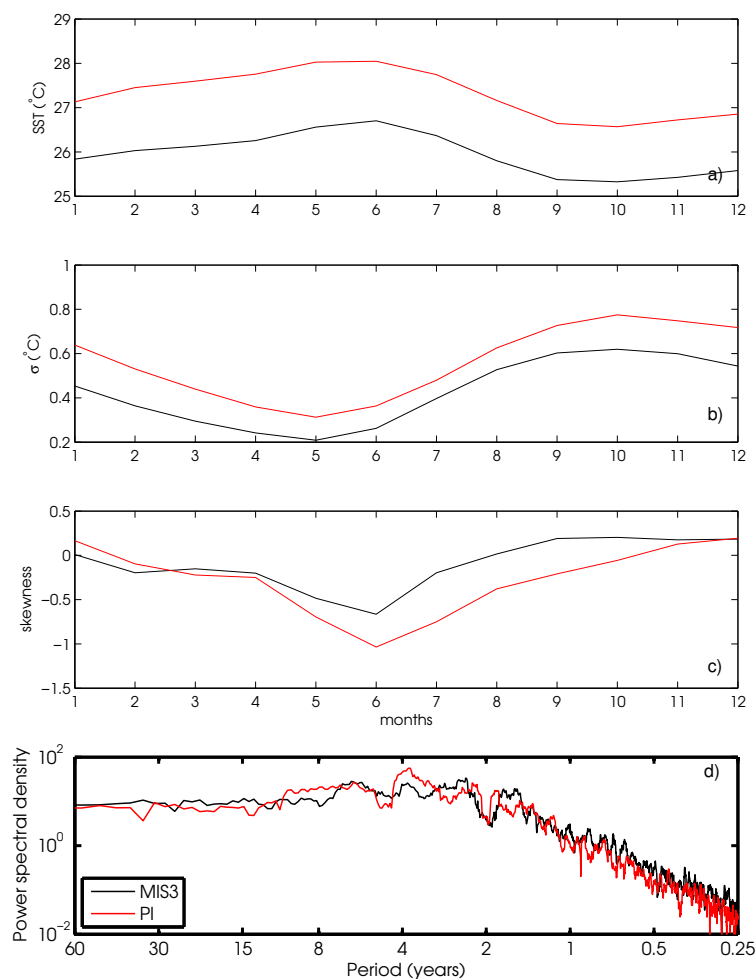 29
28
27
26
25
SST (°C)
a)
1 2 3 4 5 6 7 8 9 10 11 12
1
0.8
0.6
0.4
0.2
σ (°C)
b)
1 2 3 4 5 6 7 8 9 10 11 12
0.5
0
−0.5
−1
−1.5
skewness
c)
1 2 3 4 5 6 7 8 9 10 11 12
months
10^2
10^0
10^−2
Power spectral density
d)
MIS3
PI
60 30 15 8 4 2 1 0.5 0.25
Period (years)